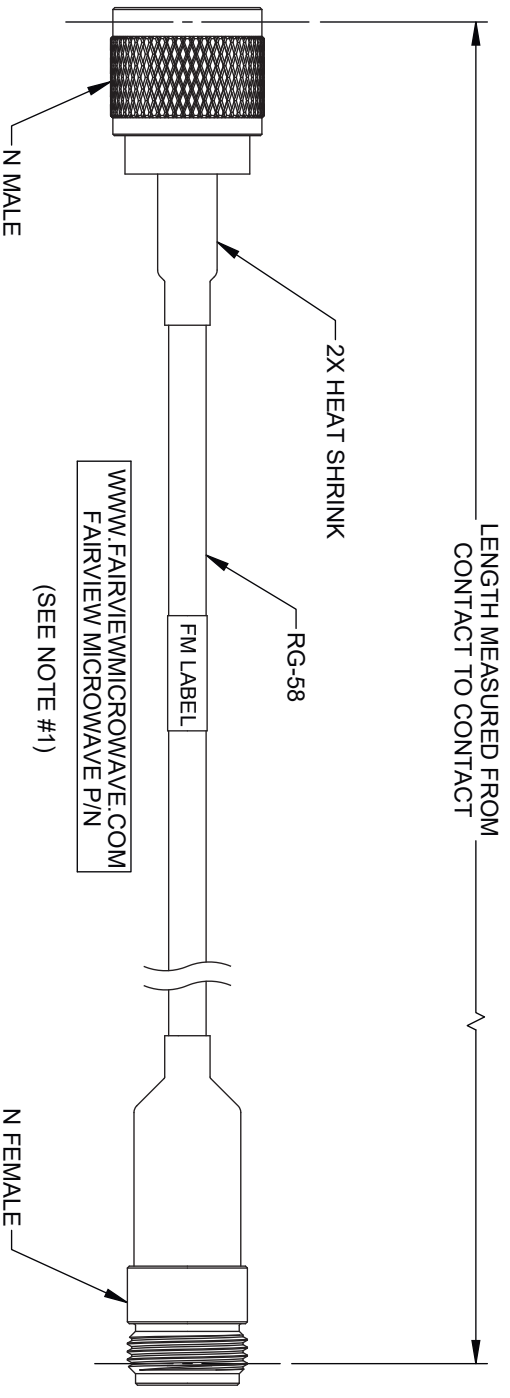 LENGTH MEASURED FROM
CONTACT TO CONTACT
2X HEAT SHRINK
RG-58
FM LABEL
WWW.FAIRVIEWMICROWAVE.COM
FAIRVIEW MICROWAVE P/N
(SEE NOTE #1)
N MALE
N FEMALE